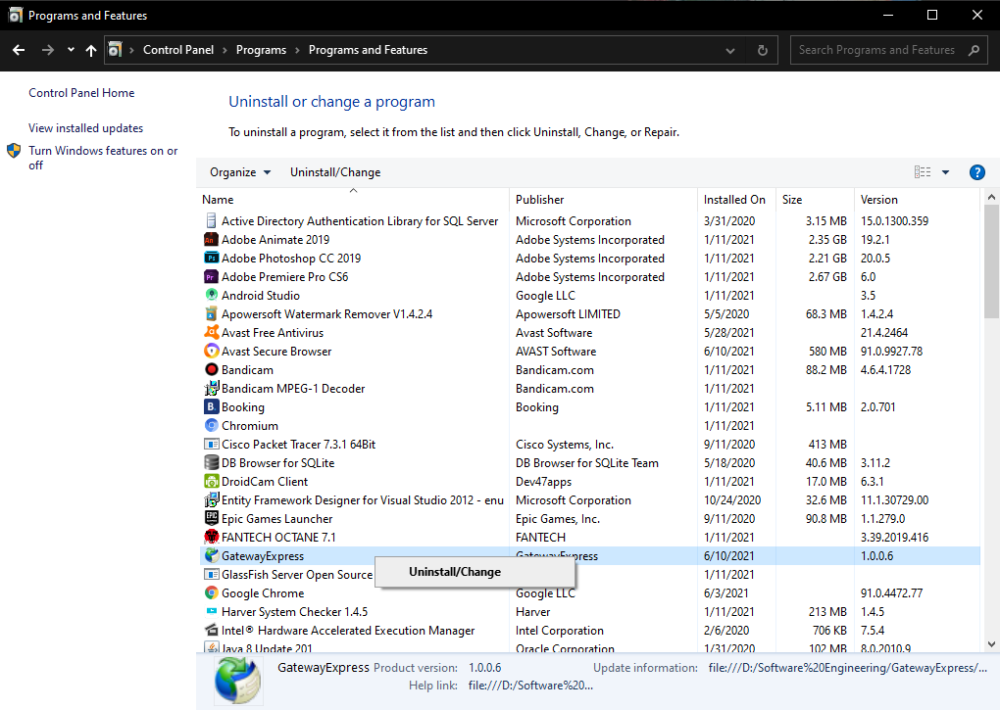 Programs and Features
Control Panel > Programs > Programs and Features
Search Programs and Features
Control Panel Home
View installed updates
Turn Windows features on or
off
Uninstall or change a program
To uninstall a program, select it from the list and then click Uninstall, Change, or Repair.
Organize Uninstall/Change
Name Publisher Installed On Size Version
Active Directory Authentication Library for SQL Server Microsoft Corporation 3/31/2020 3.15 MB 15.0.1300.359
Adobe Animate 2019 Adobe Systems Incorporated 1/11/2021 2.35 GB 19.2.1
Adobe Photoshop CC 2019 Adobe Systems Incorporated 1/11/2021 2.21 GB 20.0.5
Adobe Premiere Pro CS6 Adobe Systems Incorporated 1/11/2021 2.67 GB 6.0
Android Studio Google LLC 1/11/2021 3.5
Apowersoft Watermark Remover V1.4.2.4 Apowersoft LIMITED 5/5/2020 68.3 MB 1.4.2.4
Avast Free Antivirus Avast Software 5/28/2021 21.4.2464
Avast Secure Browser AVAST Software 6/10/2021 580 MB 91.0.9927.78
Bandicam Bandicam.com 1/11/2021 88.2 MB 4.6.4.1728
Bandicam MPEG-1 Decoder Bandicam.com 1/11/2021
Booking Booking 1/11/2021 5.11 MB 2.0.701
Chromium 1/11/2021
Cisco Packet Tracer 7.3.1 64Bit Cisco Systems, Inc. 9/11/2020 413 MB
DB Browser for SQLite DB Browser for SQLite Team 5/18/2020 40.6 MB 3.11.2
DroidCam Client Dev47apps 1/11/2021 17.0 MB 6.3.1
Entity Framework Designer for Visual Studio 2012 - enu Microsoft Corporation 10/24/2020 32.6 MB 11.1.30729.00
Epic Games Launcher Epic Games, Inc. 9/11/2020 90.8 MB 1.1.279.0
FANTECH OCTANE 7.1 FANTECH 1/11/2021 3.39.2019.416
GatewayExpress GatewayExpress 6/10/2021 1.0.0.6
GlassFish Server Open Source 1/11/2021
Uninstall/Change
Google Chrome Google LLC 6/3/2021 91.0.4472.77
Harver System Checker 1.4.5 Harver 1/11/2021 213 MB 1.4.5
Intel® Hardware Accelerated Execution Manager Intel Corporation 2/6/2020 706 KB 7.5.4
Java 8 Update 201 Oracle Corporation 1/31/2020 102 MB 8.0.2010.9
GatewayExpress Product version: 1.0.0.6 Update information: file:///D:/Software%20Engineering/GatewayExpress/...
Help link: file:///D:/Software%20...